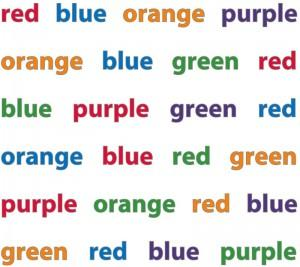 red blue orange purple
orange blue green red
blue purple green red
orange blue red green
purple orange red blue
green red blue purple